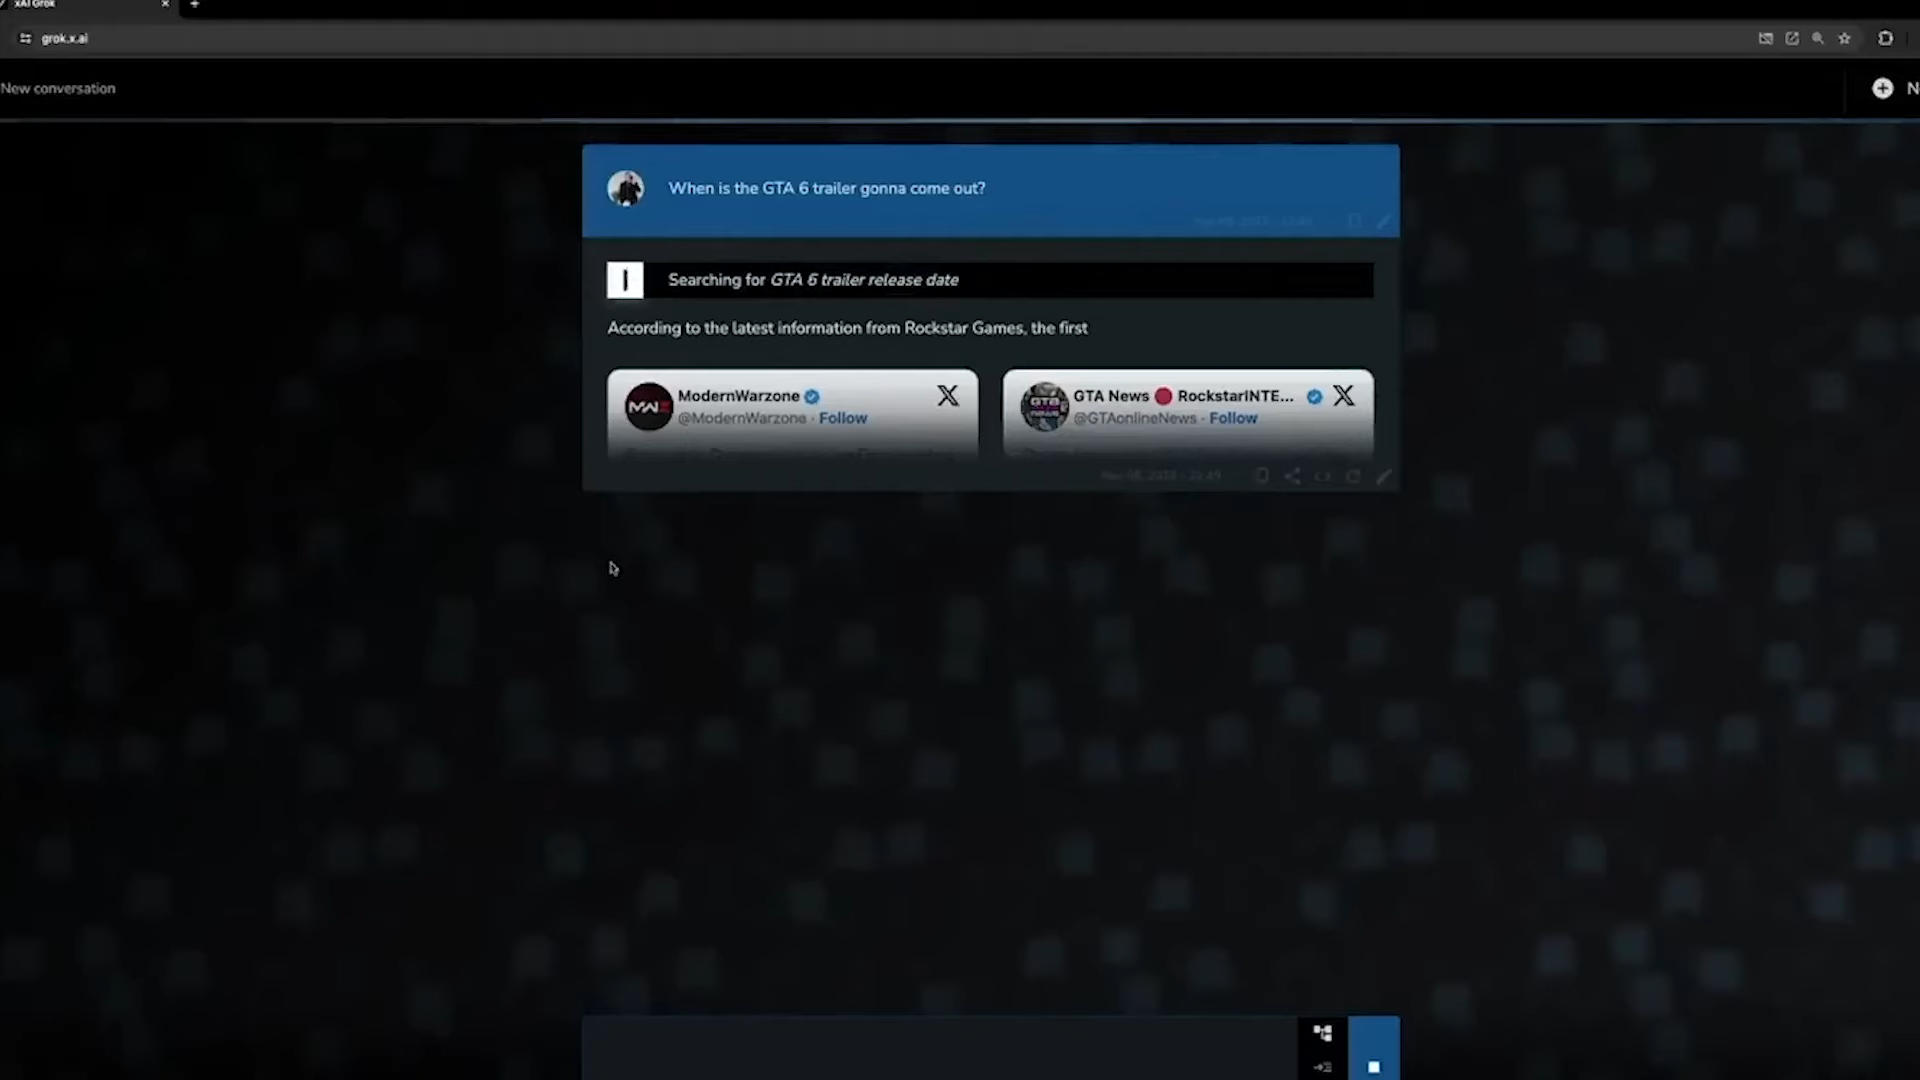 xAI Grok
grok.x.ai
New conversation
When is the GTA 6 trailer gonna come out?
Searching for GTA 6 trailer release date
According to the latest information from Rockstar Games, the first
ModernWarzone
@ModernWarzone · Follow
GTA News 🔴 RockstarINTE...
@GTAonlineNews · Follow